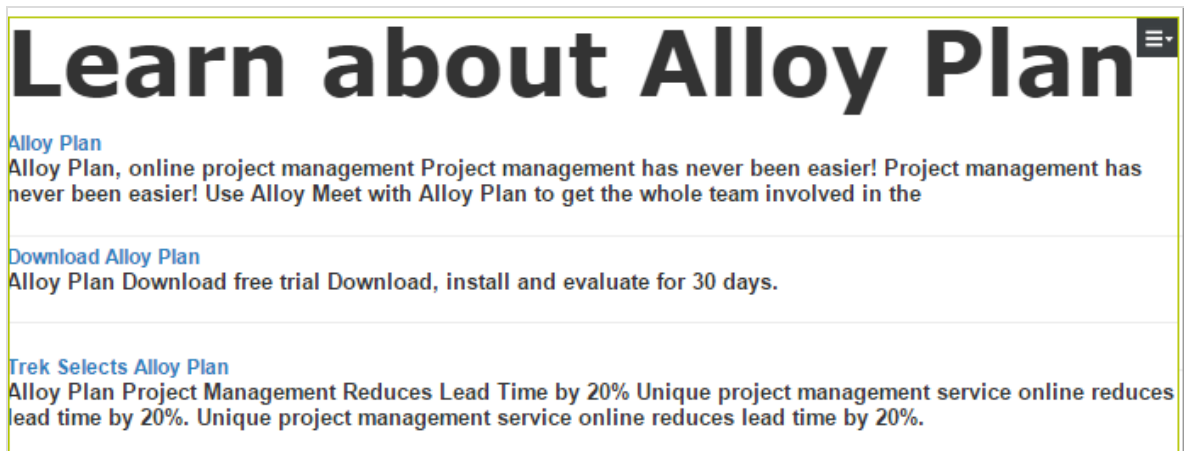 Learn about Alloy Plan
Alloy Plan
Alloy Plan, online project management Project management has never been easier! Project management has
never been easier! Use Alloy Meet with Alloy Plan to get the whole team involved in the
Download Alloy Plan
Alloy Plan Download free trial Download, install and evaluate for 30 days.
Trek Selects Alloy Plan
Alloy Plan Project Management Reduces Lead Time by 20% Unique project management service online reduces
lead time by 20%. Unique project management service online reduces lead time by 20%.